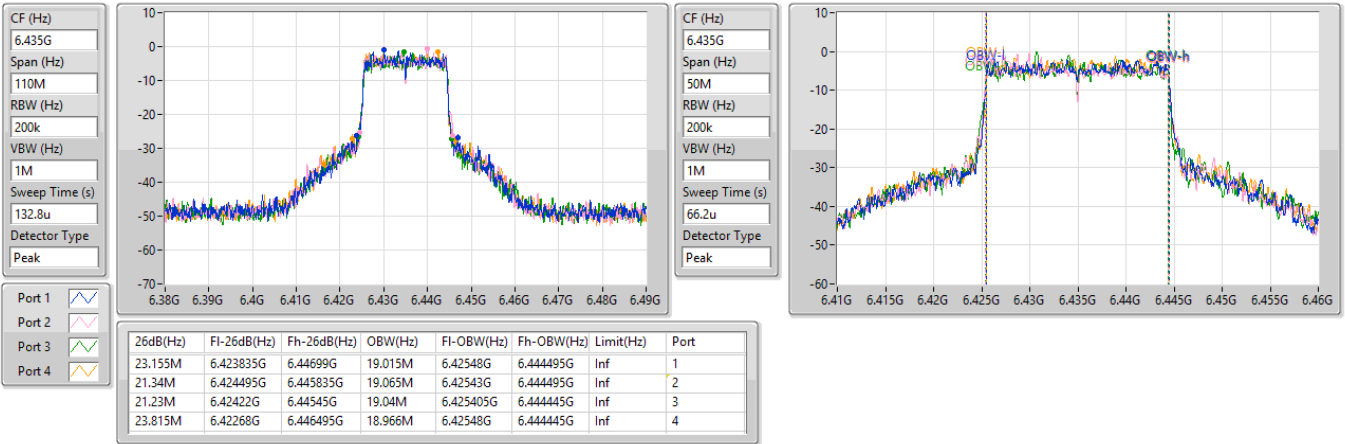 CF (Hz)
6.435G
Span (Hz)
110M
RBW (Hz)
200k
VBW (Hz)
1M
Sweep Time (s)
132.8u
Detector Type
Peak
10-
0-
-10-
-20-
-30-
-40-
-50-
-60-
-70-
6.38G 6.39G 6.4G 6.41G 6.42G 6.43G 6.44G 6.45G 6.46G 6.47G 6.48G 6.49G
CF (Hz)
6.435G
Span (Hz)
50M
RBW (Hz)
200k
VBW (Hz)
1M
Sweep Time (s)
66.2u
Detector Type
Peak
10-
0-
-10-
-20-
-30-
-40-
-50-
-60-
OBW-l OBW-h
6.41G 6.415G 6.42G 6.425G 6.43G 6.435G 6.44G 6.445G 6.45G 6.455G 6.46G
Port 1
Port 2
Port 3
Port 4
26dB(Hz) Fl-26dB(Hz) Fh-26dB(Hz) OBW(Hz) Fl-OBW(Hz) Fh-OBW(Hz) Limit(Hz) Port
23.155M 6.423835G 6.44699G 19.015M 6.42548G 6.444495G Inf 1
21.34M 6.424495G 6.445835G 19.065M 6.42543G 6.444495G Inf 2
21.23M 6.42422G 6.44545G 19.04M 6.425405G 6.444445G Inf 3
23.815M 6.42268G 6.446495G 18.966M 6.42548G 6.444445G Inf 4